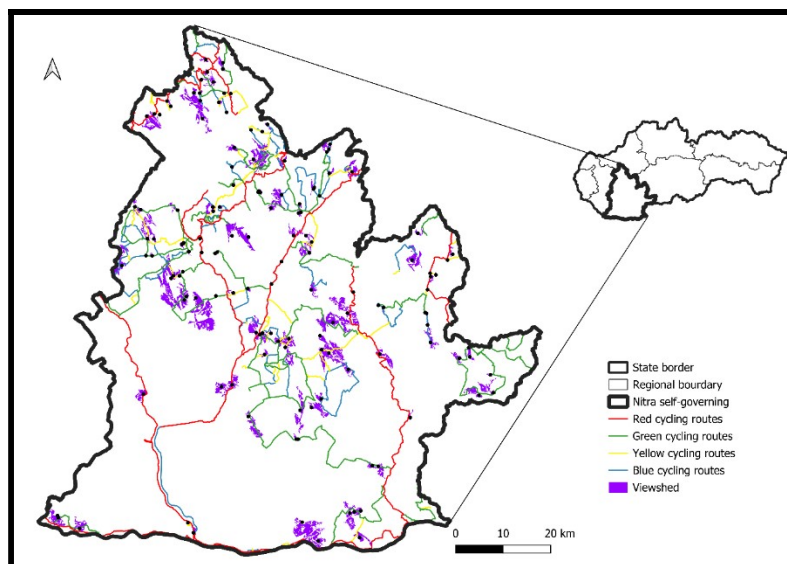 State border
Regional boundary
Nitra self-governing
Red cycling routes
Green cycling routes
Yellow cycling routes
Blue cycling routes
Viewshed
0 10 20 km